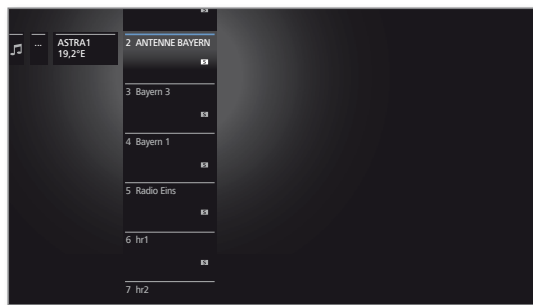 S
... ASTRA1
19,2°E
2 ANTENNE BAYERN
S
3 Bayern 3
S
4 Bayern 1
S
5 Radio Eins
S
6 hr1
S
7 hr2